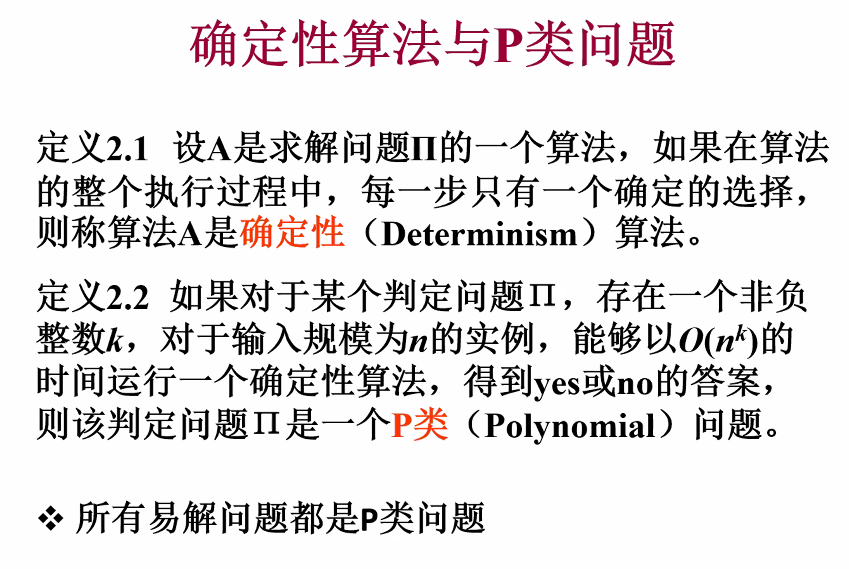 确定性算法与P类问题
定义2.1 设A是求解问题Π的一个算法，如果在算法
的整个执行过程中，每一步只有一个确定的选择，
则称算法A是确定性（Determinism）算法。
定义2.2 如果对于某个判定问题Π，存在一个非负
整数k，对于输入规模为n的实例，能够以O(nᵏ)的
时间运行一个确定性算法，得到yes或no的答案，
则该判定问题Π是一个P类（Polynomial）问题。
❖ 所有易解问题都是P类问题